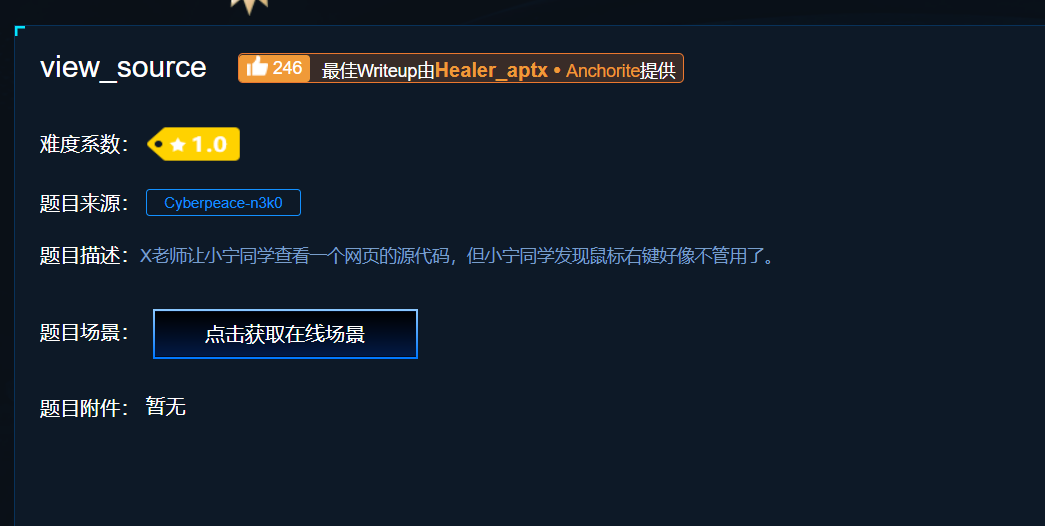 view_source 246 最佳Writeup由Healer_aptx • Anchorite提供
难度系数： 1.0
题目来源： Cyberpeace-n3k0
题目描述：X老师让小宁同学查看一个网页的源代码，但小宁同学发现鼠标右键好像不管用了。
题目场景： 点击获取在线场景
题目附件： 暂无